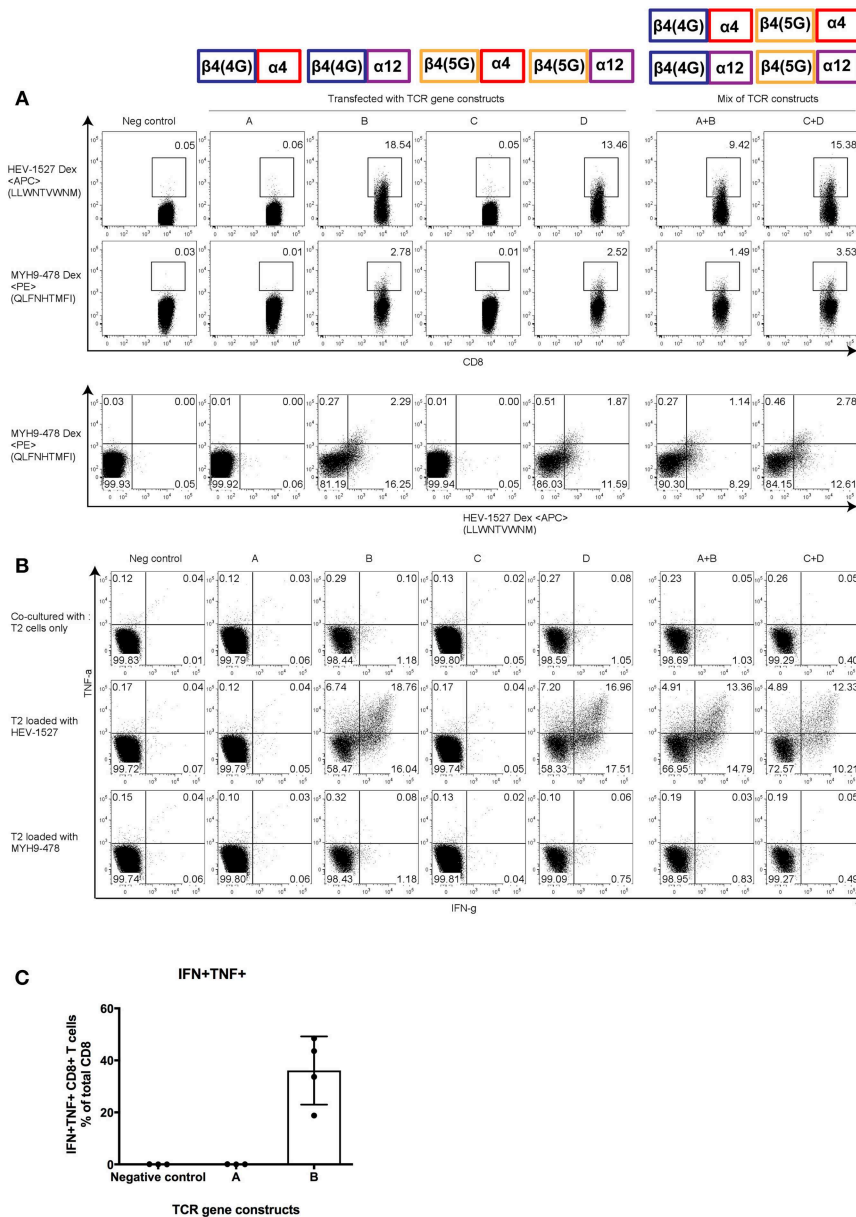 β4(4G) α4 β4(5G) α4
β4(4G) α4 β4(4G) α12 β4(5G) α4 β4(5G) α12 β4(4G) α12 β4(5G) α12
A
Transfected with TCR gene constructs Mix of TCR constructs
Neg control A B C D A+B C+D
HEV-1527 Dex
<APC>
(LLWNTVWNM)
0.05 0.06 18.54 0.05 13.46 9.42 15.38
MYH9-478 Dex
<PE>
(QLFNHTMFI)
0.03 0.01 2.78 0.01 2.52 1.49 3.53
CD8
MYH9-478 Dex
<PE>
(QLFNHTMFI)
0.03 0.00 0.01 0.00 0.27 2.29 0.01 0.00 0.51 1.87 0.27 1.14 0.46 2.78
99.93 0.05 99.92 0.06 81.19 16.25 99.94 0.05 86.03 11.59 90.30 8.29 84.15 12.61
HEV-1527 Dex <APC>
(LLWNTVWNM)
B
Neg control A B C D A+B C+D
TNF-a
Co-cultured with :
T2 cells only
0.12 0.04 0.12 0.03 0.29 0.10 0.13 0.02 0.27 0.08 0.23 0.05 0.26 0.05
99.83 0.01 99.79 0.06 98.44 1.18 99.80 0.05 98.59 1.05 98.69 1.03 99.29 0.40
T2 loaded with
HEV-1527
0.17 0.04 0.12 0.04 6.74 18.76 0.17 0.04 7.20 16.96 4.91 13.36 4.89 12.33
99.72 0.07 99.79 0.05 58.47 16.04 99.74 0.05 58.33 17.51 66.95 14.79 72.57 10.21
T2 loaded with
MYH9-478
0.15 0.04 0.10 0.03 0.32 0.08 0.13 0.02 0.10 0.06 0.19 0.03 0.19 0.05
99.74 0.06 99.80 0.06 98.43 1.18 99.81 0.04 99.09 0.75 98.95 0.83 99.27 0.49
IFN-g
C
IFN+TNF+
IFN+TNF+ CD8+ T cells
% of total CD8
60
40
20
0
Negative control A B
TCR gene constructs